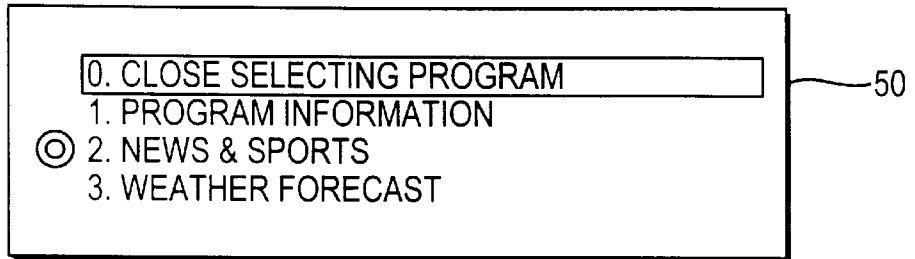 0. CLOSE SELECTING PROGRAM
50
1. PROGRAM INFORMATION
2. NEWS & SPORTS
3. WEATHER FORECAST